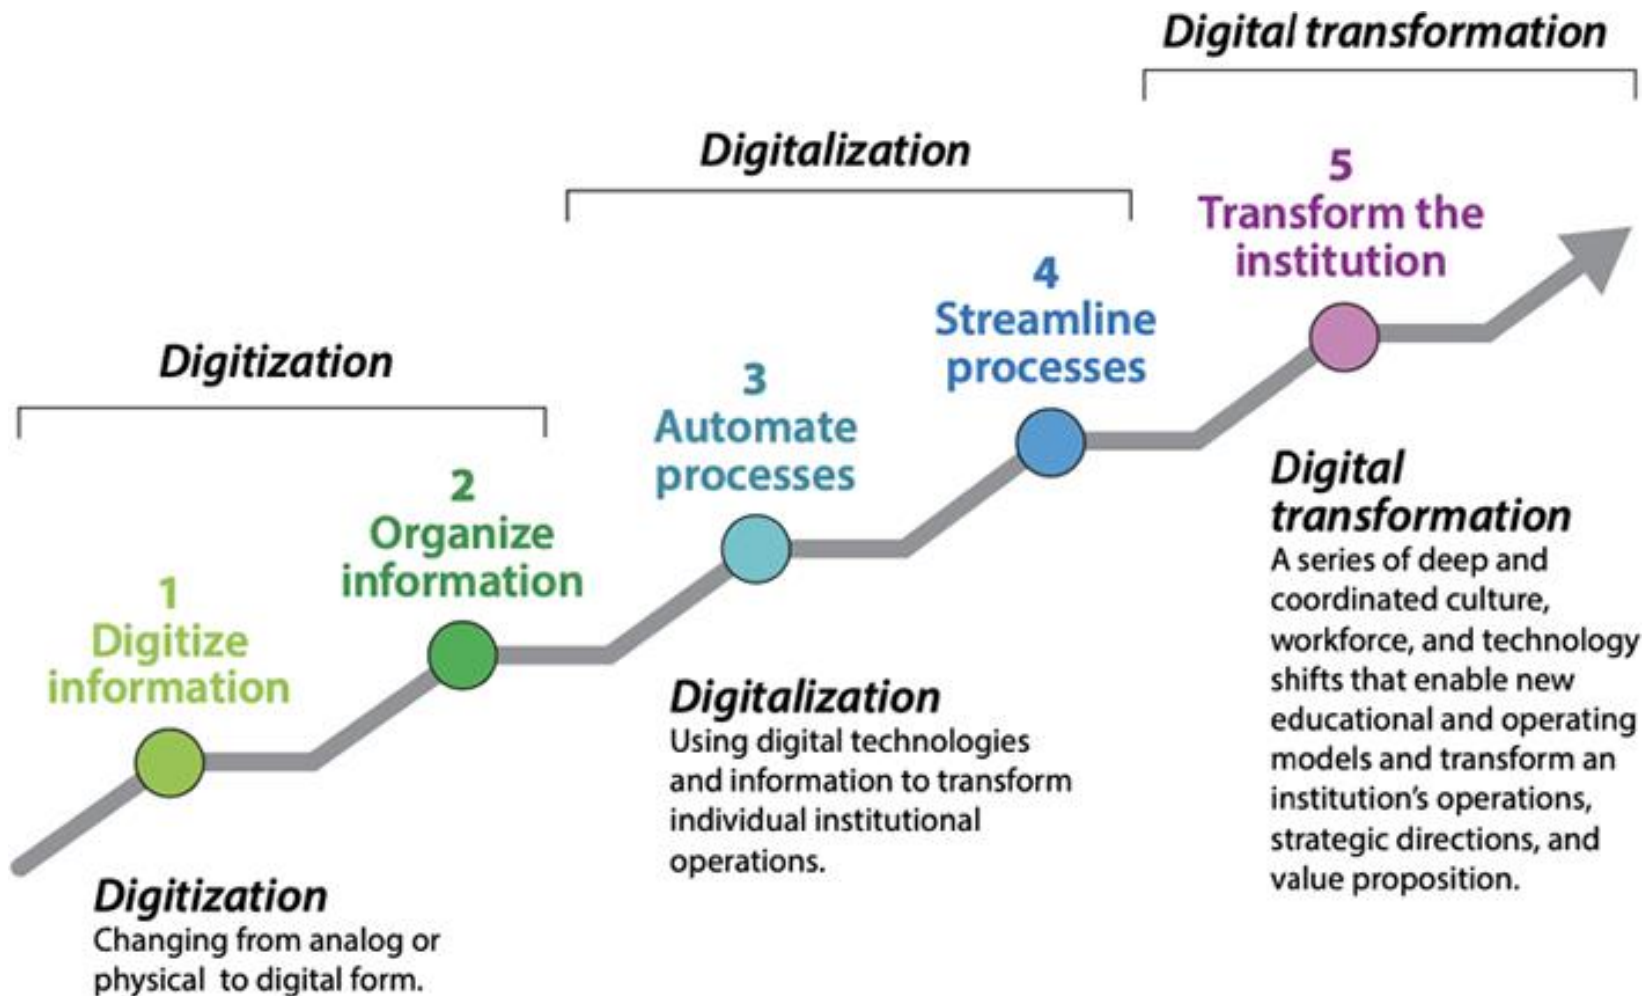 Digital transformation
Digitalization
5
Transform the
institution
4
Streamline
processes
Digitization
3
Automate
processes
2
Organize
information
1
Digitize
information
Digitization
Changing from analog or
physical to digital form.
Digitalization
Using digital technologies
and information to transform
individual institutional
operations.
Digital
transformation
A series of deep and
coordinated culture,
workforce, and technology
shifts that enable new
educational and operating
models and transform an
institution's operations,
strategic directions, and
value proposition.